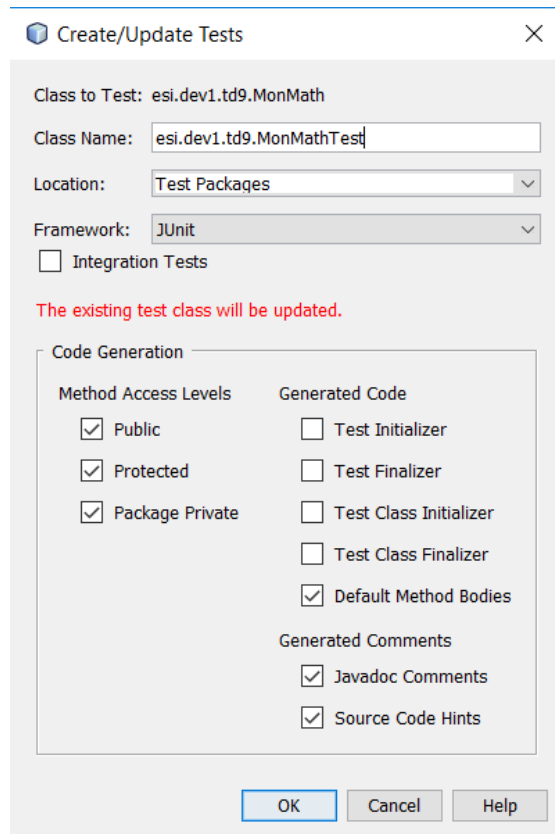 Create/Update Tests
Class to Test: esi.dev1.td9.MonMath
Class Name: esi.dev1.td9.MonMathTest
Location: Test Packages
Framework: JUnit
Integration Tests
The existing test class will be updated.
Code Generation
Method Access Levels Generated Code
Public Test Initializer
Protected Test Finalizer
Package Private Test Class Initializer
Test Class Finalizer
Default Method Bodies
Generated Comments
Javadoc Comments
Source Code Hints
OK Cancel Help